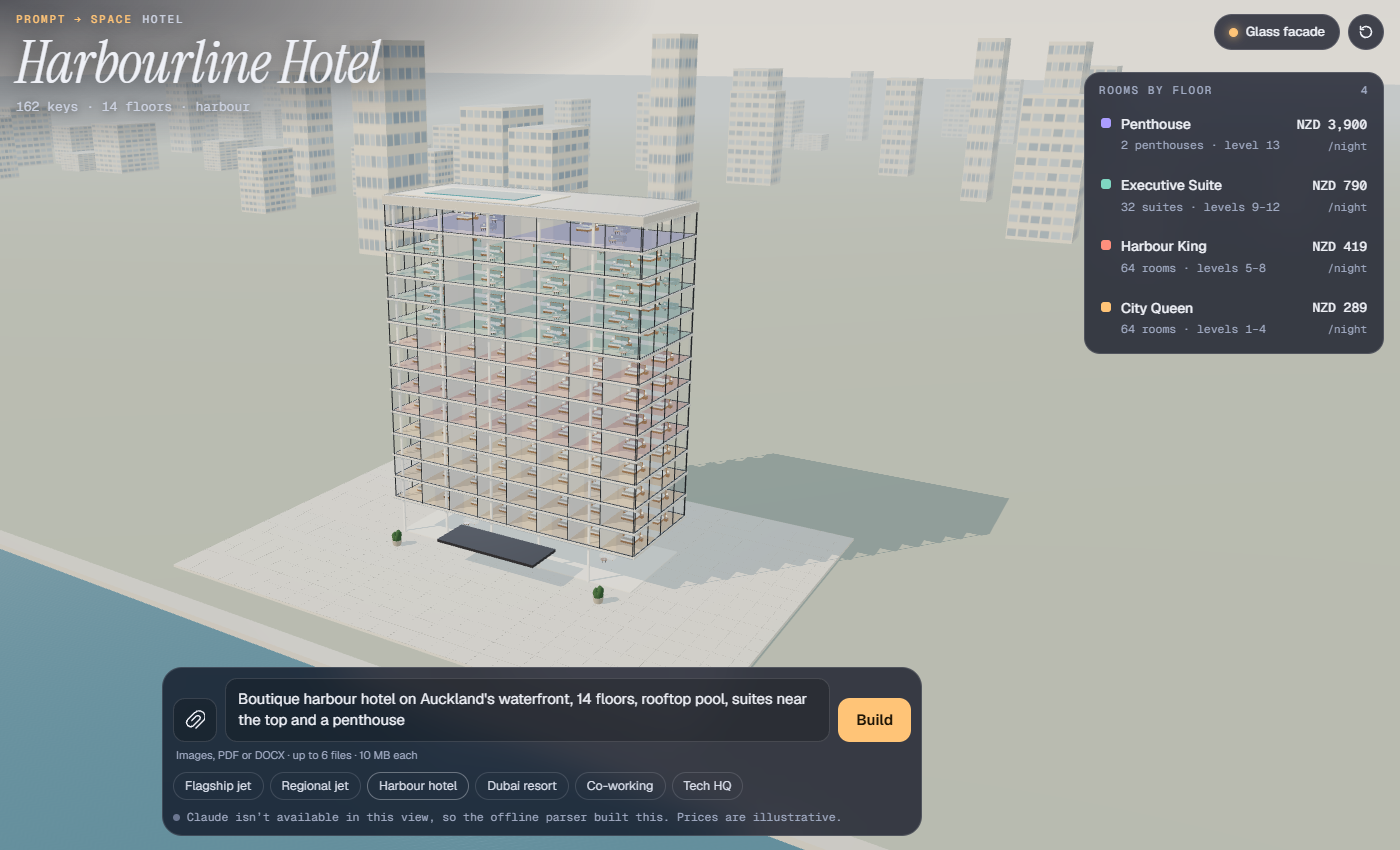 PROMPT → SPACE HOTEL
Harbourline Hotel
162 keys · 14 floors · harbour
Glass facade
ROOMS BY FLOOR 4
Penthouse NZD 3,900
2 penthouses · level 13 /night
Executive Suite NZD 790
32 suites · levels 9–12 /night
Harbour King NZD 419
64 rooms · levels 5–8 /night
City Queen NZD 289
64 rooms · levels 1–4 /night
Boutique harbour hotel on Auckland's waterfront, 14 floors, rooftop pool, suites near
the top and a penthouse
Build
Images, PDF or DOCX · up to 6 files · 10 MB each
Flagship jet Regional jet Harbour hotel Dubai resort Co-working Tech HQ
Claude isn't available in this view, so the offline parser built this. Prices are illustrative.